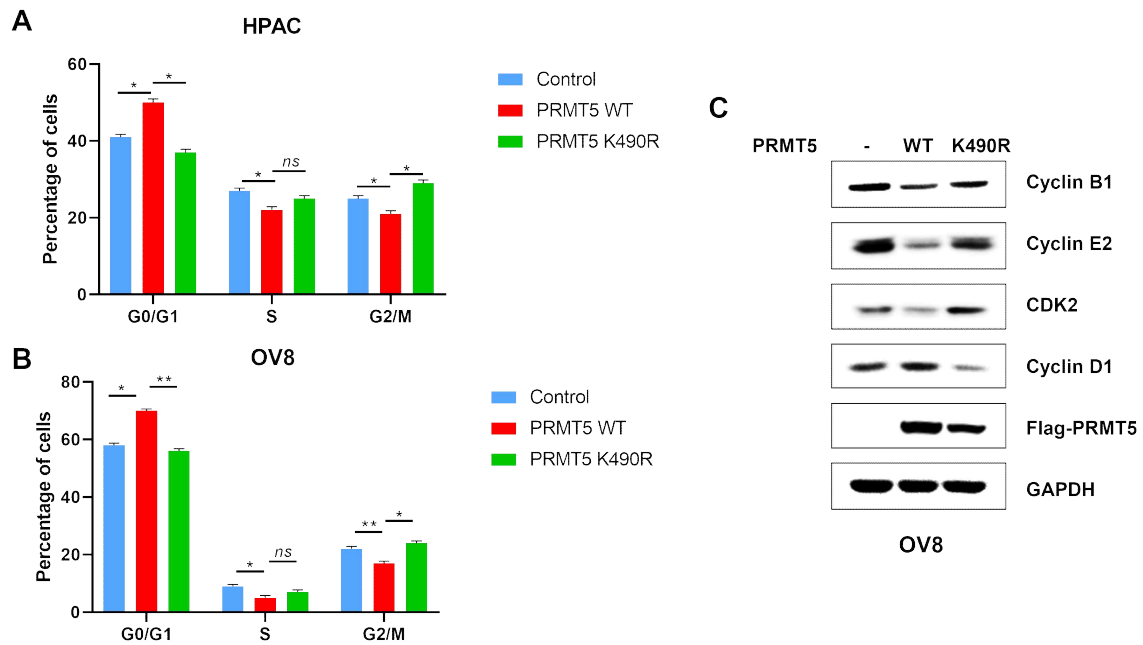 A
HPAC
Percentage of cells
60
40
20
0
* *
* ns
* *
G0/G1 S G2/M
Control
PRMT5 WT
PRMT5 K490R
B
OV8
Percentage of cells
80
60
40
20
0
* **
* ns
** *
G0/G1 S G2/M
Control
PRMT5 WT
PRMT5 K490R
C
PRMT5 - WT K490R
Cyclin B1
Cyclin E2
CDK2
Cyclin D1
Flag-PRMT5
GAPDH
OV8